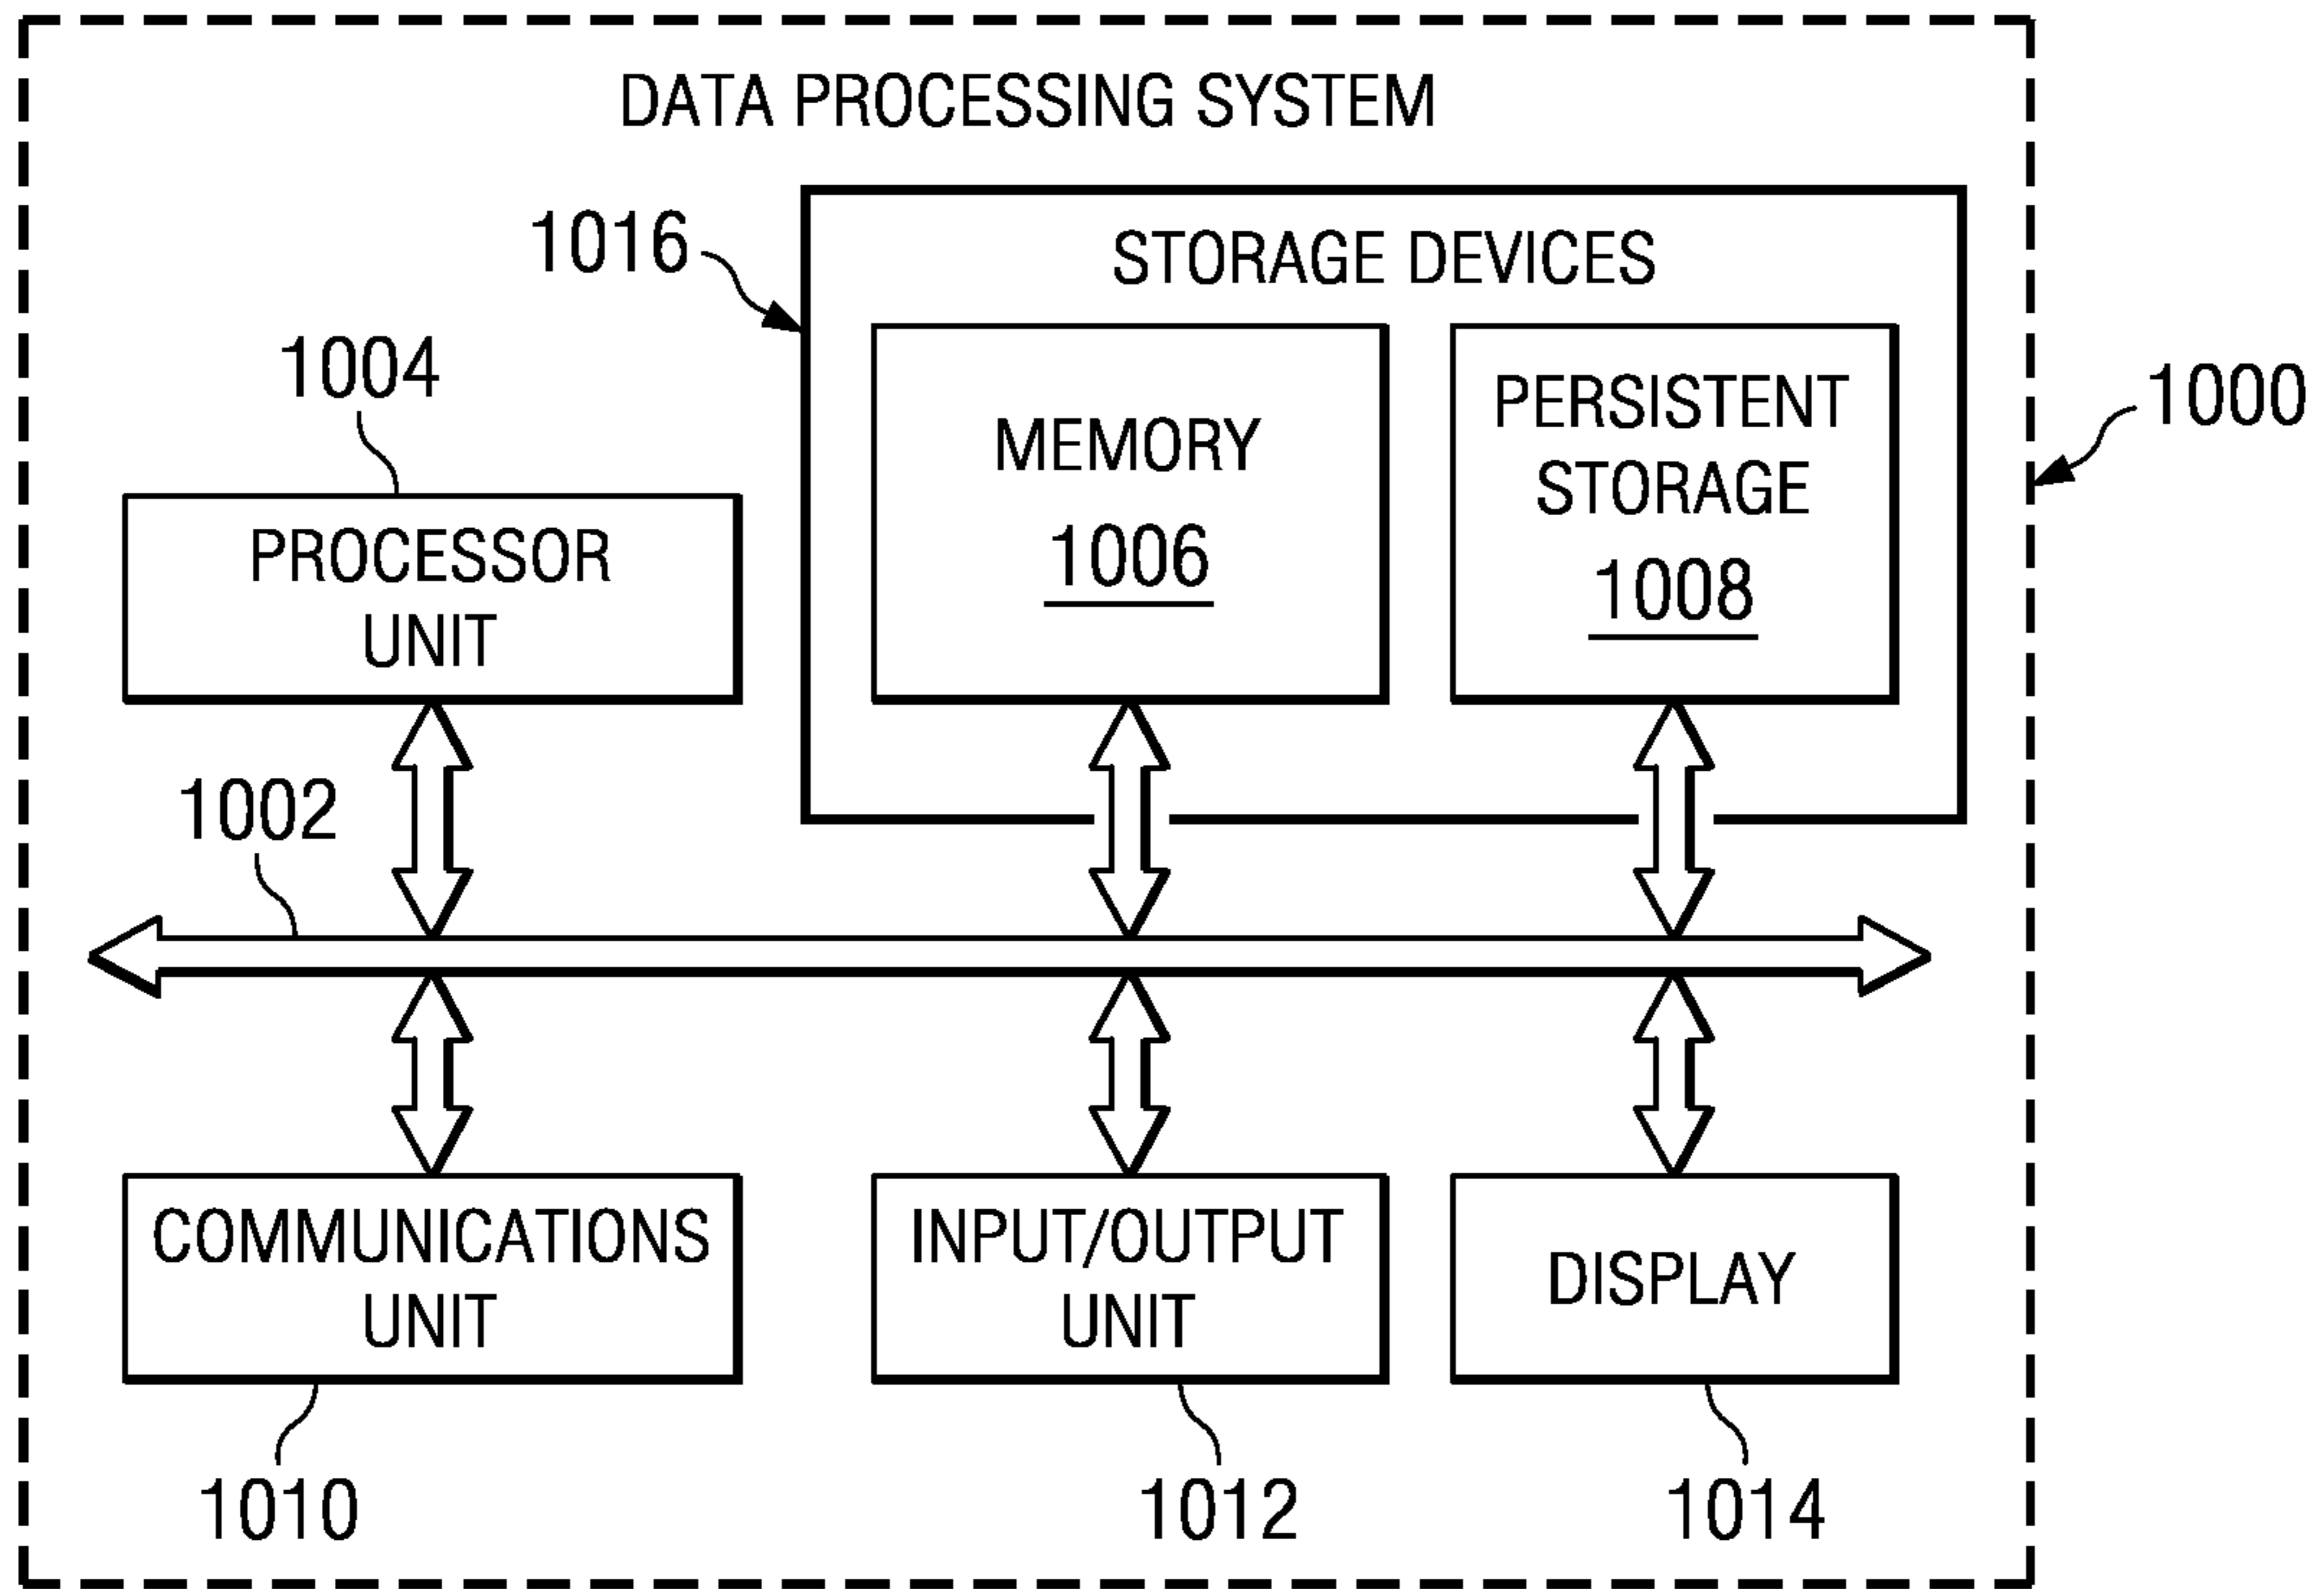 DATA PROCESSING SYSTEM
1016
STORAGE DEVICES
1004
MEMORY
1006
PERSISTENT
STORAGE
1008
1000
PROCESSOR
UNIT
1002
COMMUNICATIONS
UNIT
INPUT/OUTPUT
UNIT
DISPLAY
1010
1012
1014